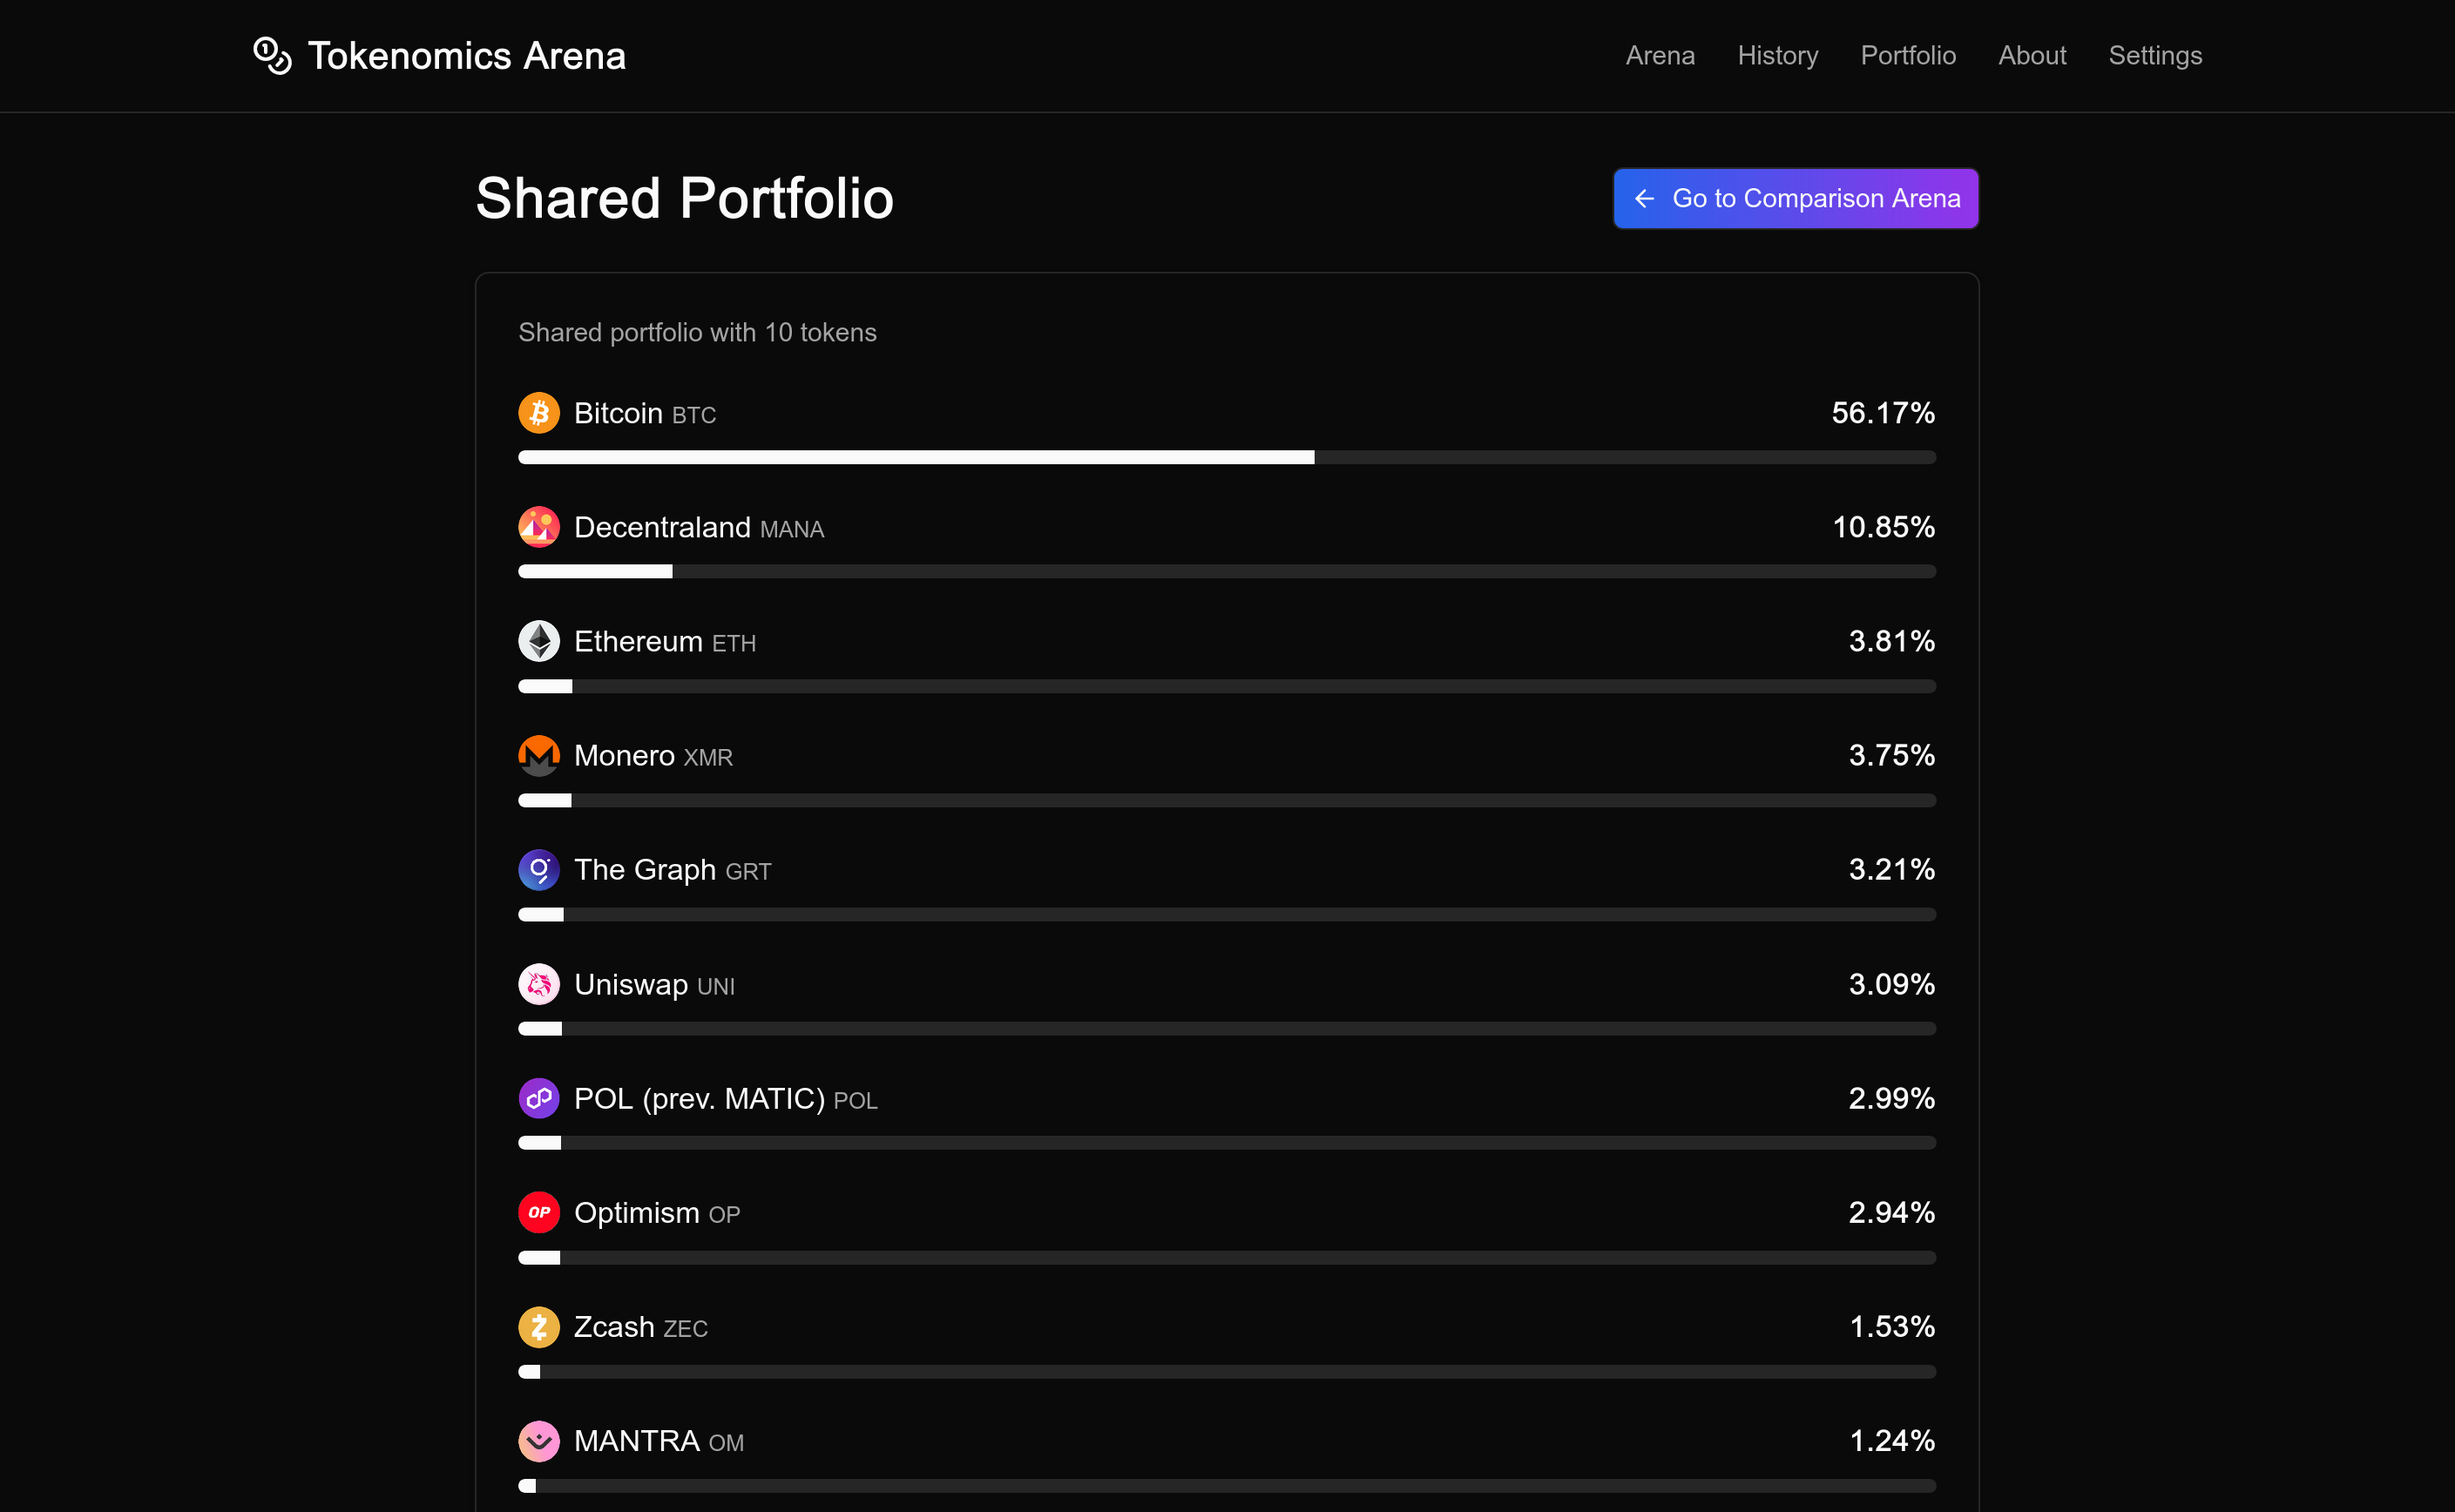 Tokenomics Arena
Arena History Portfolio About Settings
Shared Portfolio
Go to Comparison Arena
Shared portfolio with 10 tokens
Bitcoin BTC 56.17%
Decentraland MANA 10.85%
Ethereum ETH 3.81%
Monero XMR 3.75%
The Graph GRT 3.21%
Uniswap UNI 3.09%
POL (prev. MATIC) POL 2.99%
OP
Optimism OP 2.94%
Zcash ZEC 1.53%
MANTRA OM 1.24%